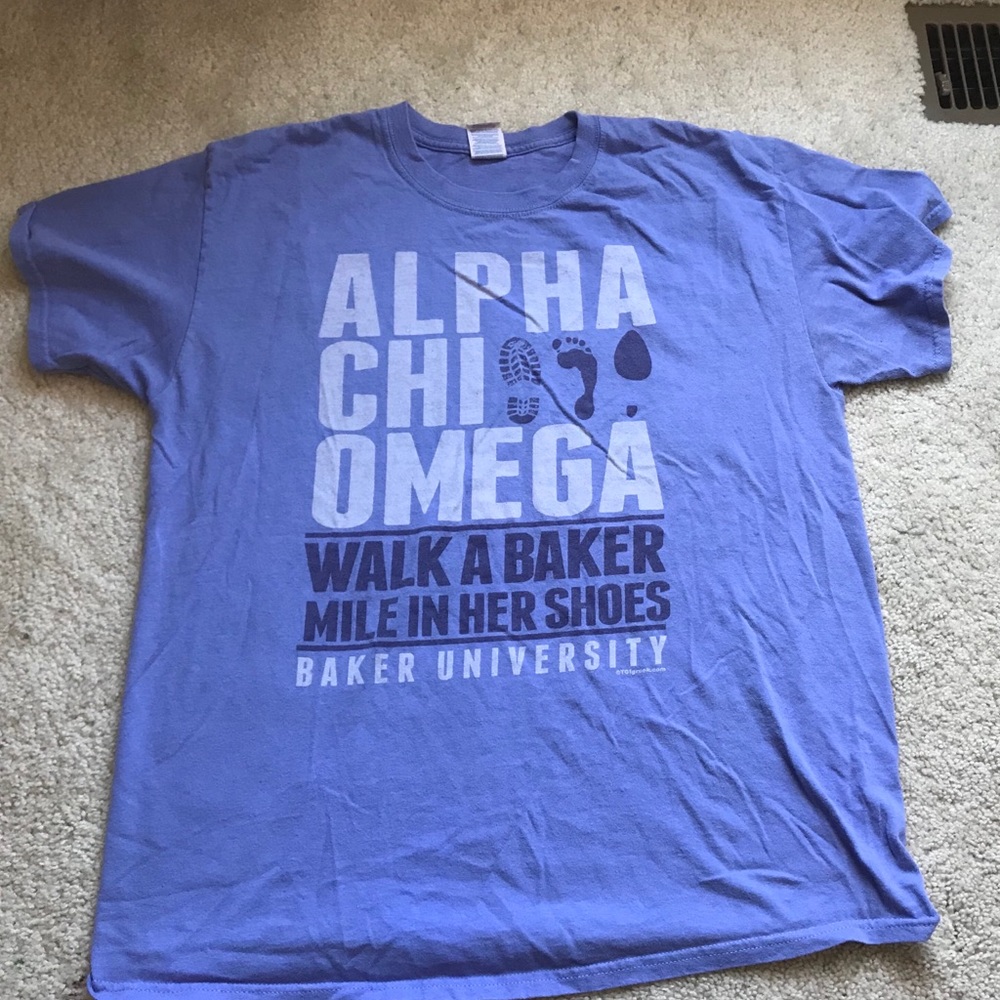 ALPHA
CHI
OMEGA
WALK A BAKER
MILE IN HER SHOES
BAKER UNIVERSITY